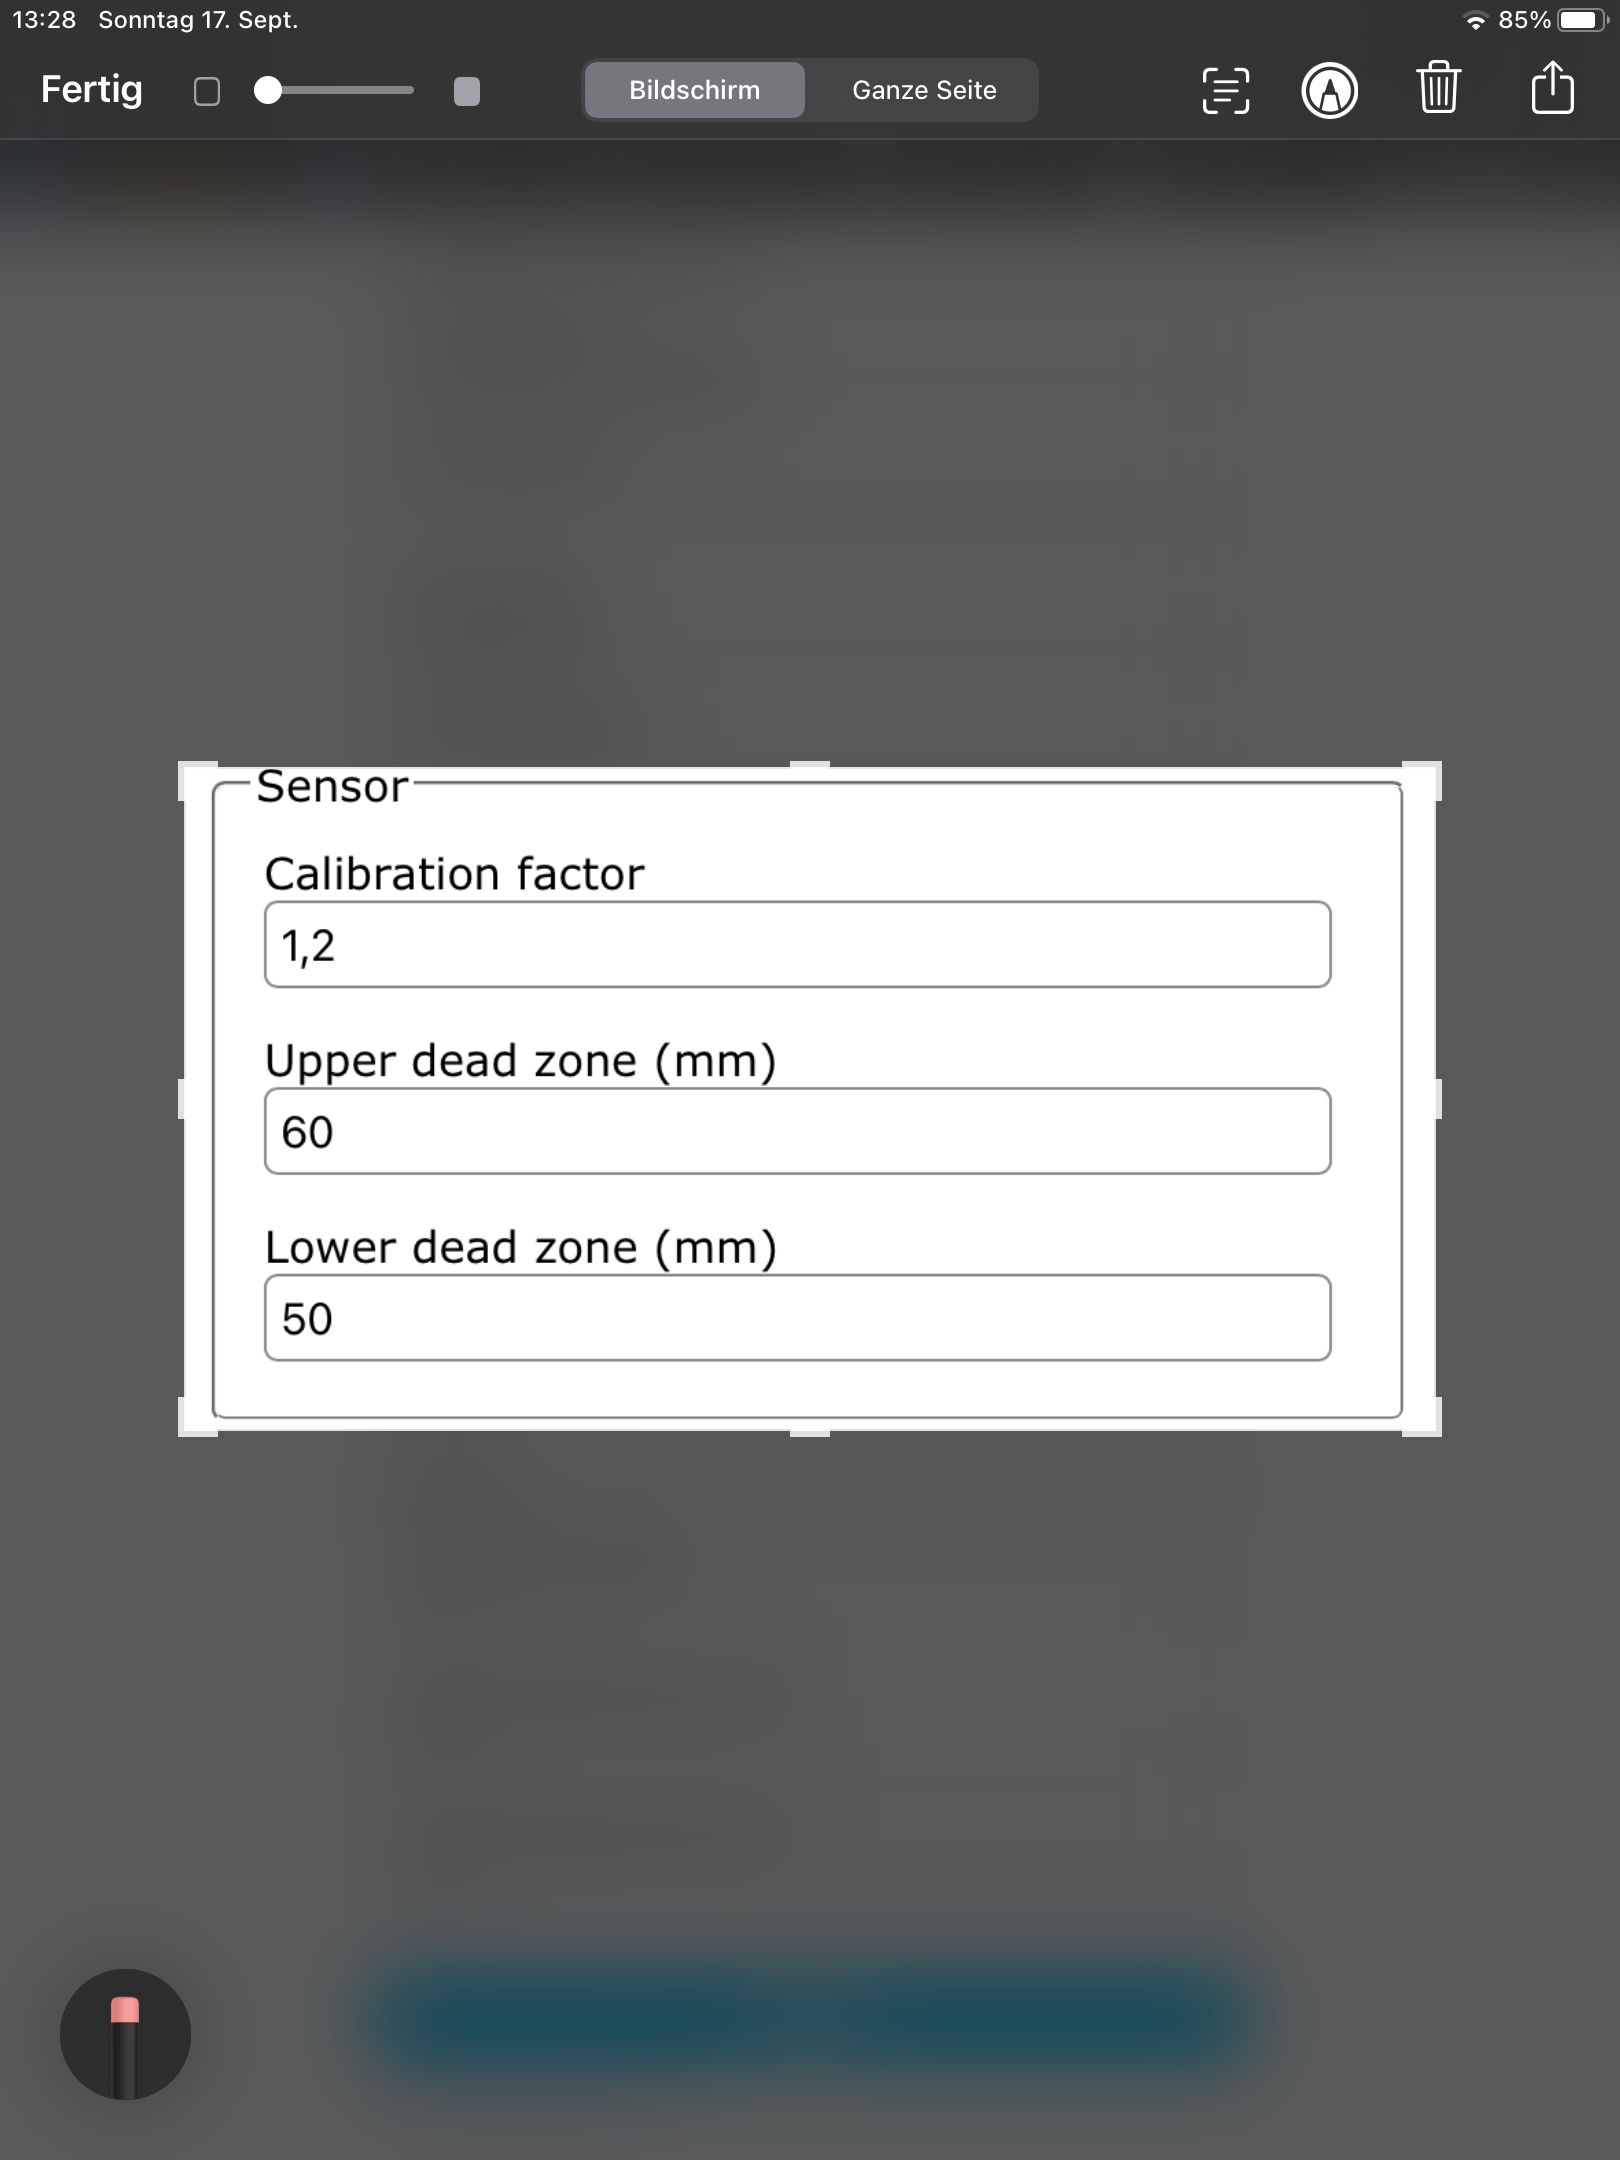 13:28 Sonntag 17. Sept. 85%
Fertig Bildschirm Ganze Seite
Sensor
Calibration factor
1,2
Upper dead zone (mm)
60
Lower dead zone (mm)
50